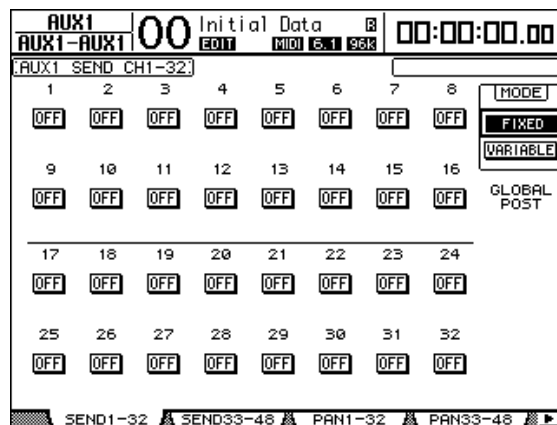 AUX1
AUX1-AUX1
00
Initial Data
EDIT
MIDI 6.1 96k
00:00:00.00
AUX1 SEND CH1-32
1 2 3 4 5 6 7 8
OFF OFF OFF OFF OFF OFF OFF OFF
MODE
FIXED
VARIABLE
9 10 11 12 13 14 15 16
OFF OFF OFF OFF OFF OFF OFF OFF
GLOBAL
POST
17 18 19 20 21 22 23 24
OFF OFF OFF OFF OFF OFF OFF OFF
25 26 27 28 29 30 31 32
OFF OFF OFF OFF OFF OFF OFF OFF
SEND1-32 SEND33-48 PAN1-32 PAN33-48